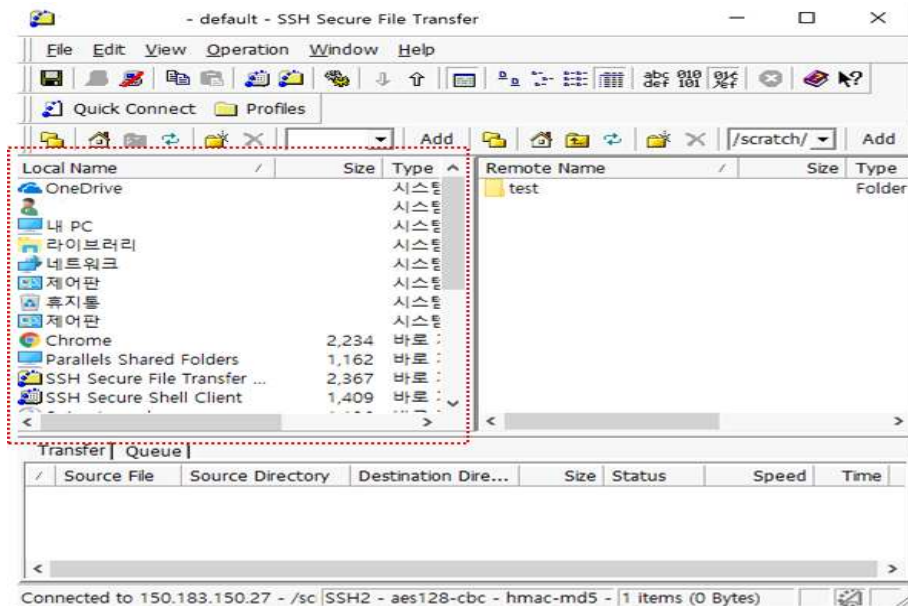 - default - SSH Secure File Transfer
File Edit View Operation Window Help
abc def 010 101
Quick Connect Profiles
Add /scratch/ Add
Local Name / Size Type Remote Name / Size Type
OneDrive 시스템 test Folder
시스템
내 PC 시스템
라이브러리 시스템
네트워크 시스템
제어판 시스템
휴지통 시스템
제어판 시스템
Chrome 2,234 바로
Parallels Shared Folders 1,162 바로
SSH Secure File Transfer ... 2,367 바로
SSH Secure Shell Client 1,409 바로
Transfer Queue
/ Source File Source Directory Destination Dire... Size Status Speed Time
Connected to 150.183.150.27 - /sc SSH2 - aes128-cbc - hmac-md5 - 1 items (0 Bytes)